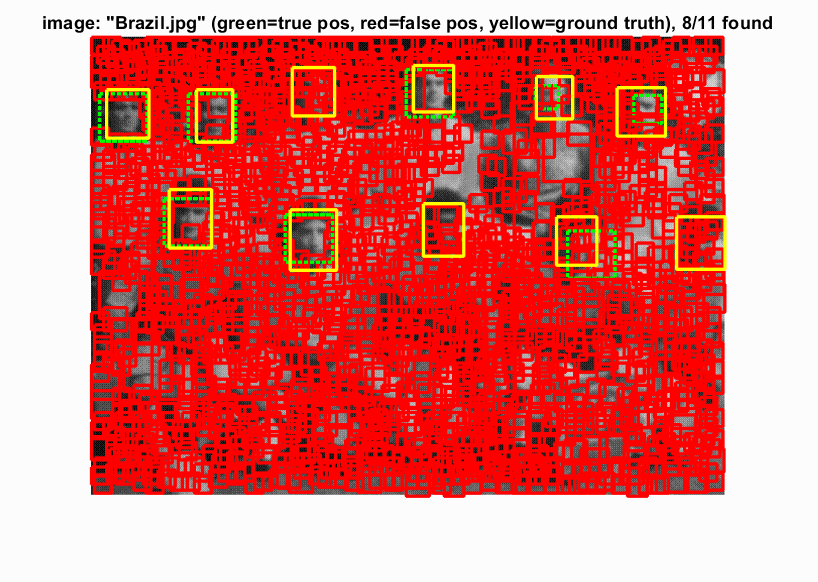 image: "Brazil.jpg" (green=true pos, red=false pos, yellow=ground truth), 8/11 found